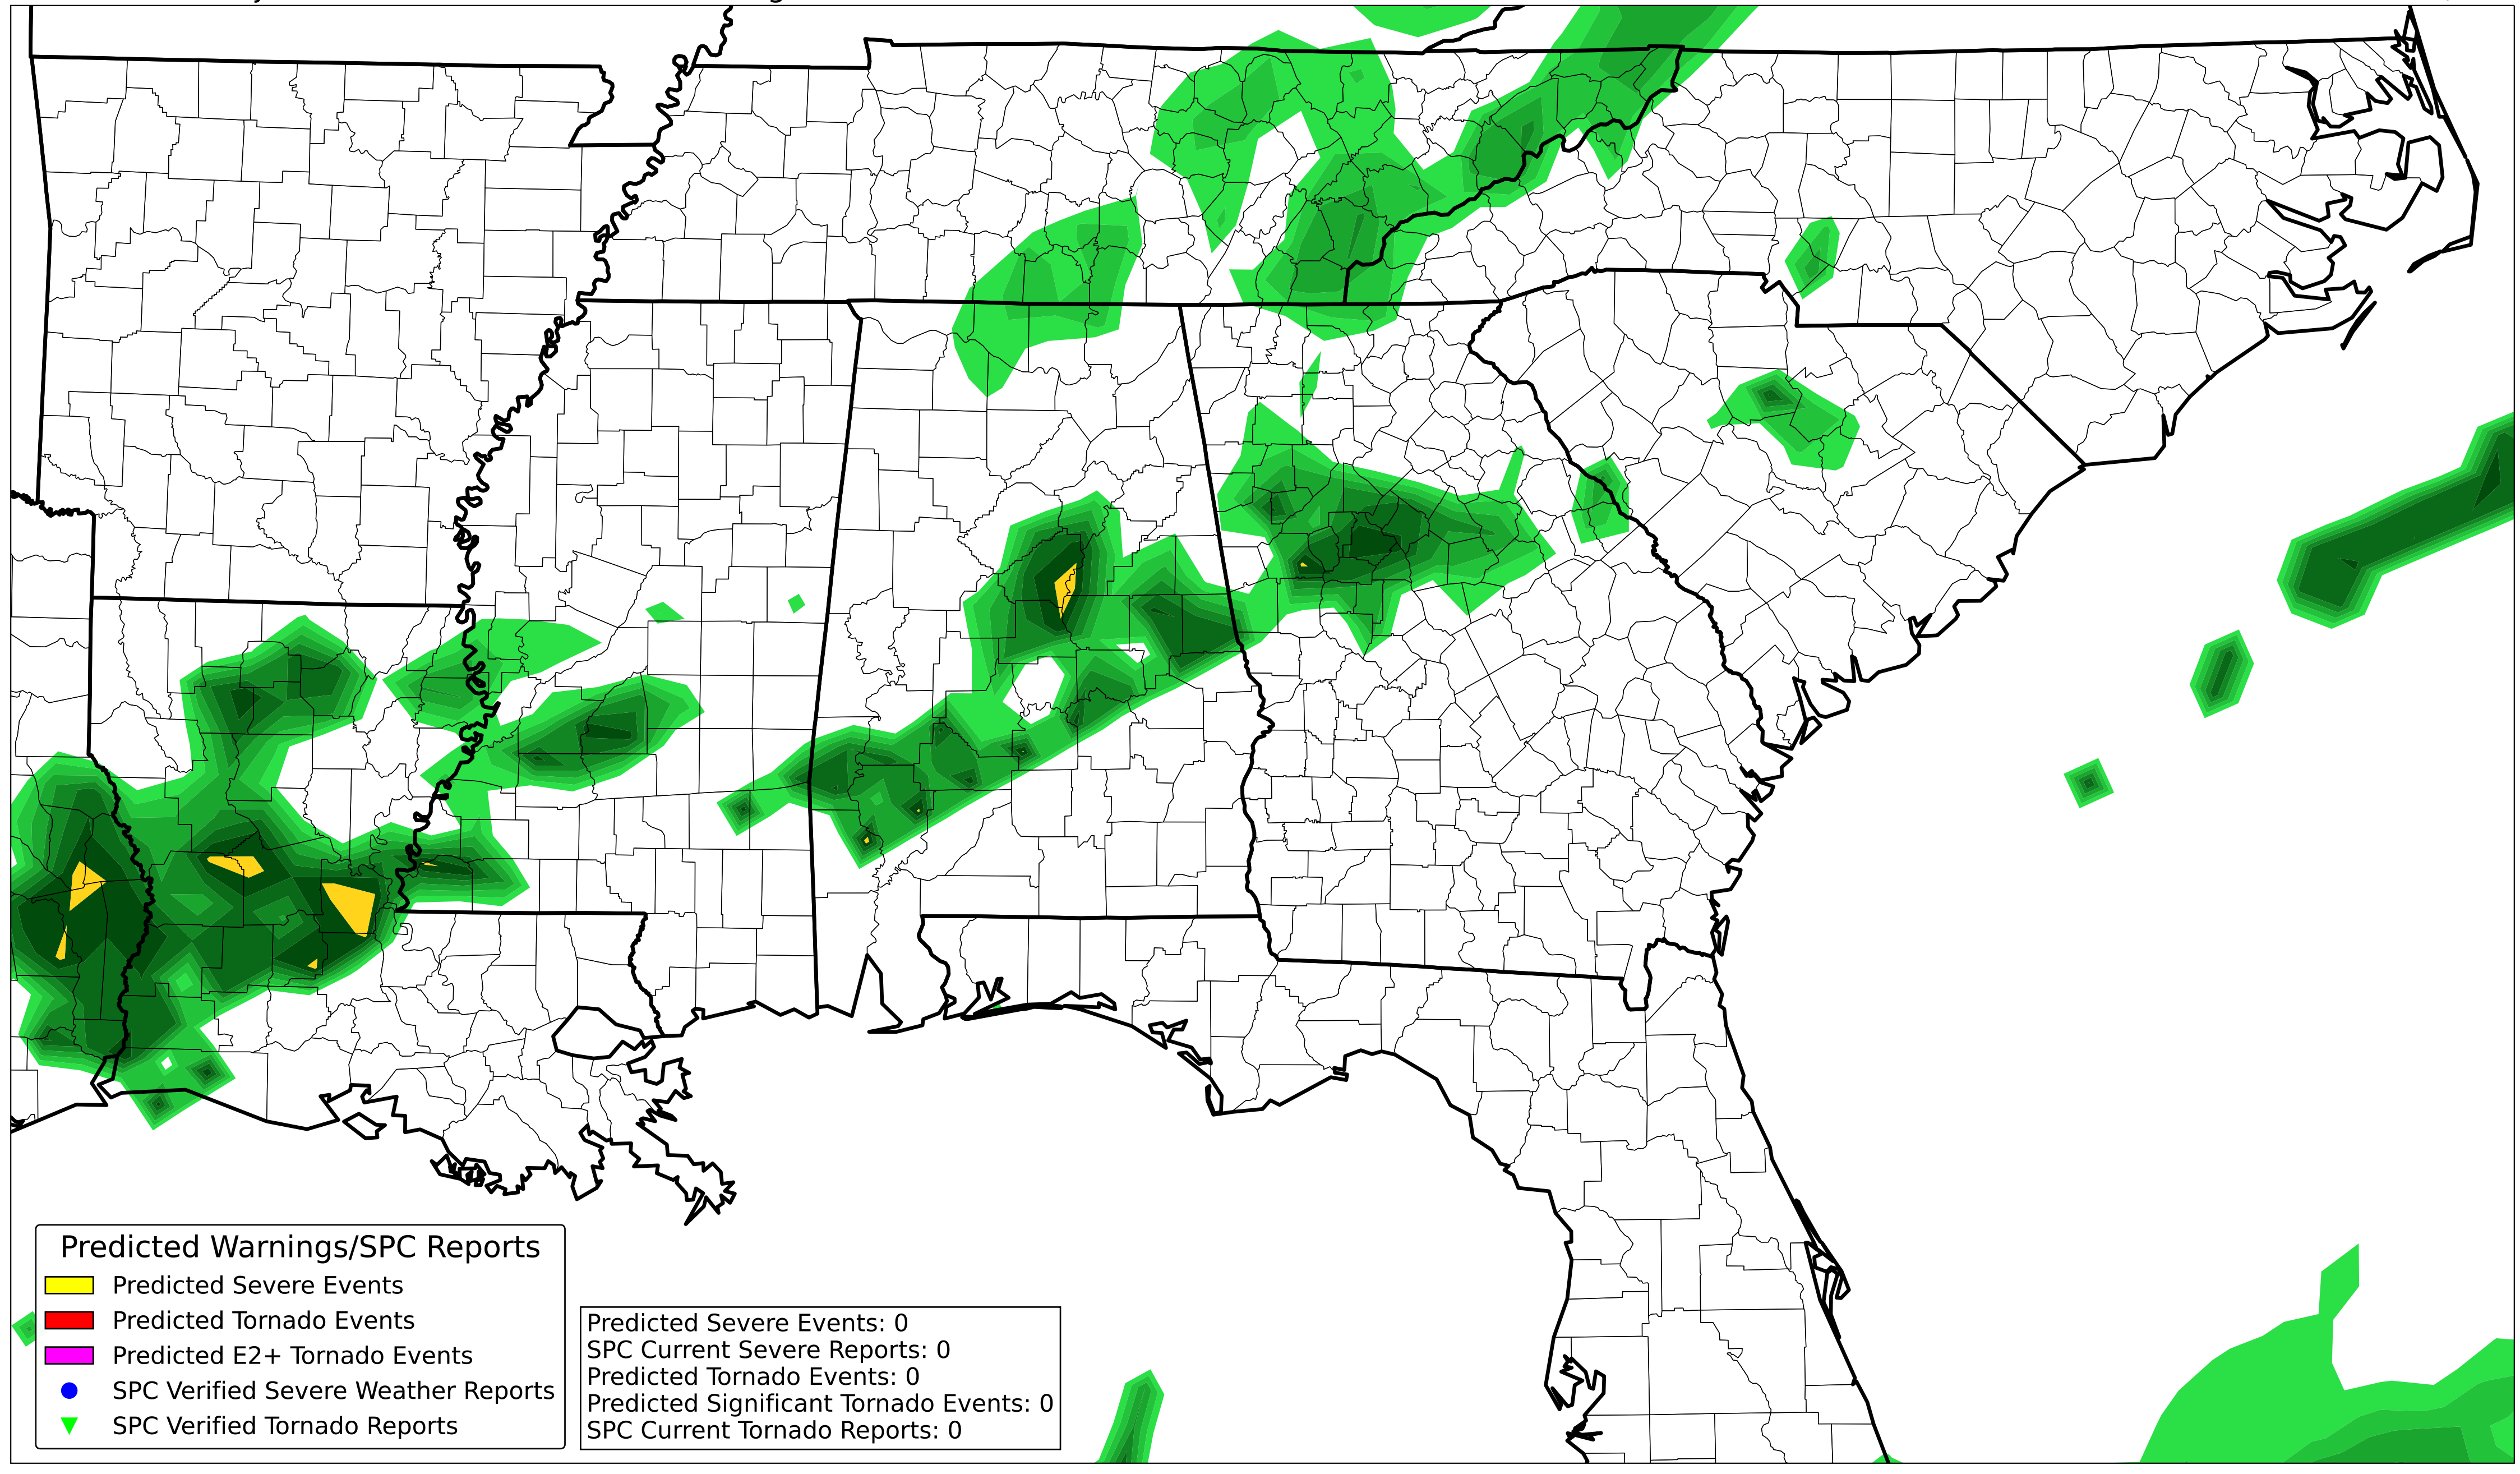 Predicted Warnings/SPC Reports
Predicted Severe Events
Predicted Tornado Events
Predicted E2+ Tornado Events
SPC Verified Severe Weather Reports
SPC Verified Tornado Reports
Predicted Severe Events: 0
SPC Current Severe Reports: 0
Predicted Tornado Events: 0
Predicted Significant Tornado Events: 0
SPC Current Tornado Reports: 0